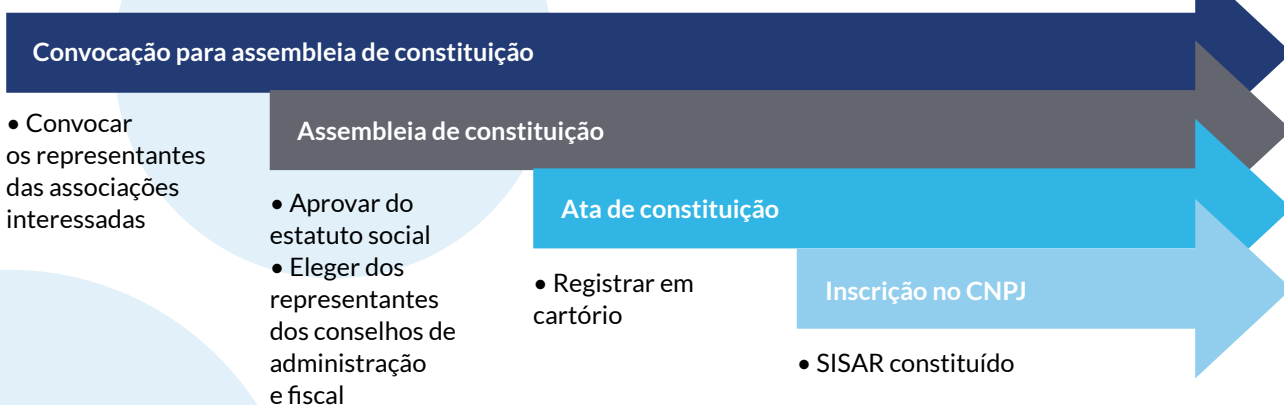 Convocação para assembleia de constituição
• Convocar
os representantes
das associações
interessadas
Assembleia de constituição
• Aprovar do
estatuto social
• Eleger dos
representantes
dos conselhos de
administração
e fiscal
Ata de constituição
• Registrar em
cartório
Inscrição no CNPJ
• SISAR constituído